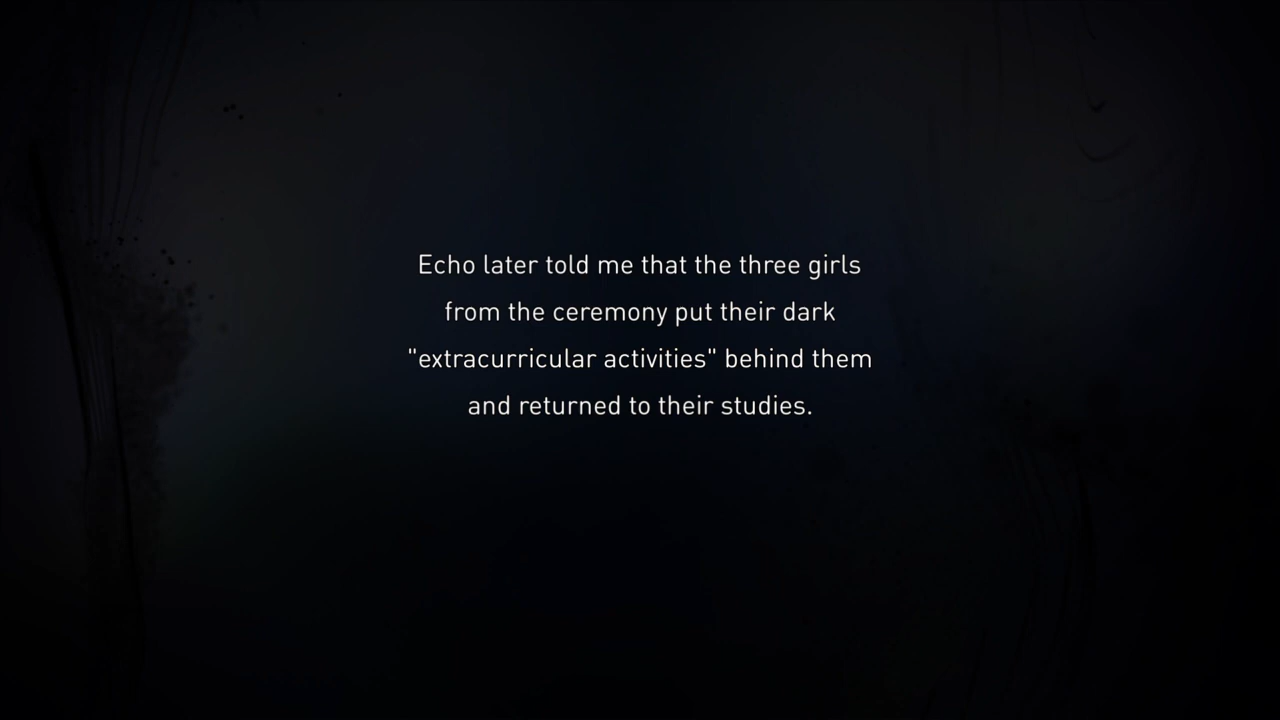 Echo later told me that the three girls
from the ceremony put their dark
"extracurricular activities" behind them
and returned to their studies.